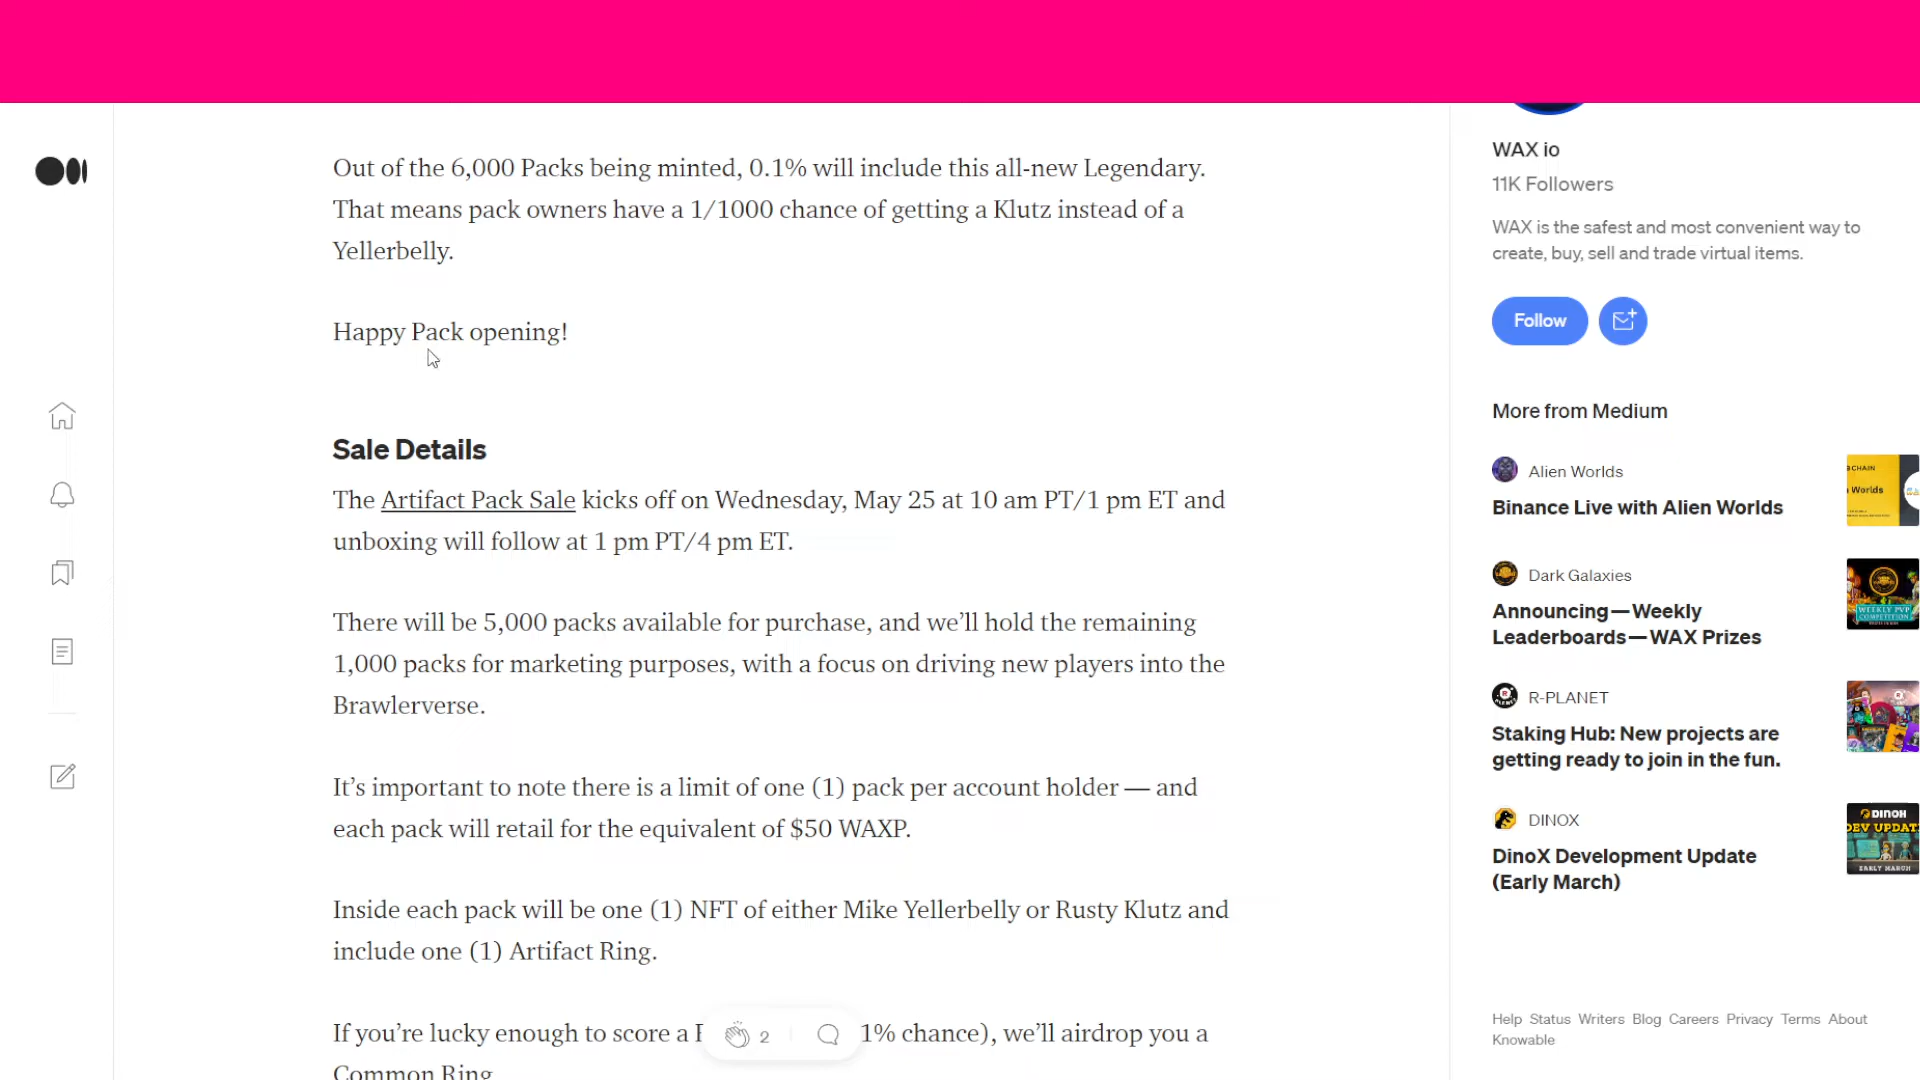 Out of the 6,000 Packs being minted, 0.1% will include this all-new Legendary.
That means pack owners have a 1/1000 chance of getting a Klutz instead of a
Yellerbelly.
Happy Pack opening!
Sale Details
The Artifact Pack Sale kicks off on Wednesday, May 25 at 10 am PT/1 pm ET and
unboxing will follow at 1 pm PT/4 pm ET.
There will be 5,000 packs available for purchase, and we’ll hold the remaining
1,000 packs for marketing purposes, with a focus on driving new players into the
Brawlerverse.
It’s important to note there is a limit of one (1) pack per account holder — and
each pack will retail for the equivalent of $50 WAXP.
Inside each pack will be one (1) NFT of either Mike Yellerbelly or Rusty Klutz and
include one (1) Artifact Ring.
If you’re lucky enough to score a 1% chance), we’ll airdrop you a
Common Ring
2
WAX io
11K Followers
WAX is the safest and most convenient way to
create, buy, sell and trade virtual items.
Follow
More from Medium
Alien Worlds
Binance Live with Alien Worlds
Dark Galaxies
Announcing — Weekly
Leaderboards — WAX Prizes
WEEKLY PVP
COMPETITION
R-PLANET
Staking Hub: New projects are
getting ready to join in the fun.
DINOX
DinoX Development Update
(Early March)
DINOH
DEV UPDAT
EARLY MARCH
Help Status Writers Blog Careers Privacy Terms About
Knowable